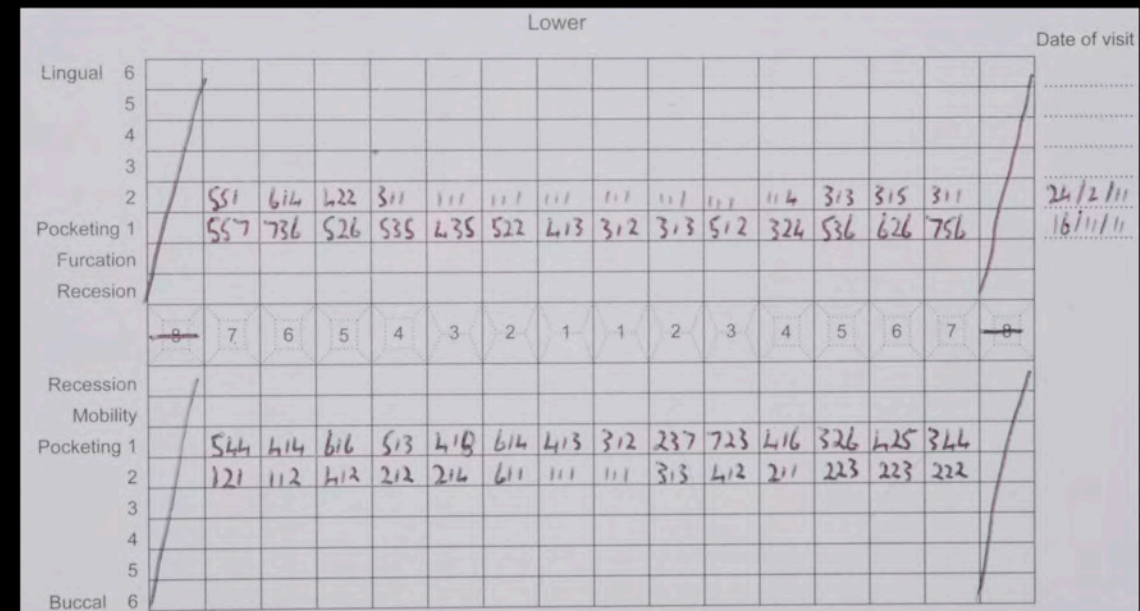 Lower
Date of visit
Lingual 6
5
4
3
2 551 614 422 311 111 111 111 111 111 111 114 313 315 311 24/2/11
Pocketing 1 557 736 526 535 435 522 413 312 313 512 324 536 626 756 16/11/11
Furcation
Recesion
8 7 6 5 4 3 2 1 1 2 3 4 5 6 7 8
Recession
Mobility
Pocketing 1 544 414 616 513 614 413 312 237 723 416 326 425 344
2 121 112 412 212 214 611 111 111 313 412 211 223 223 222
3
4
5
Buccal 6